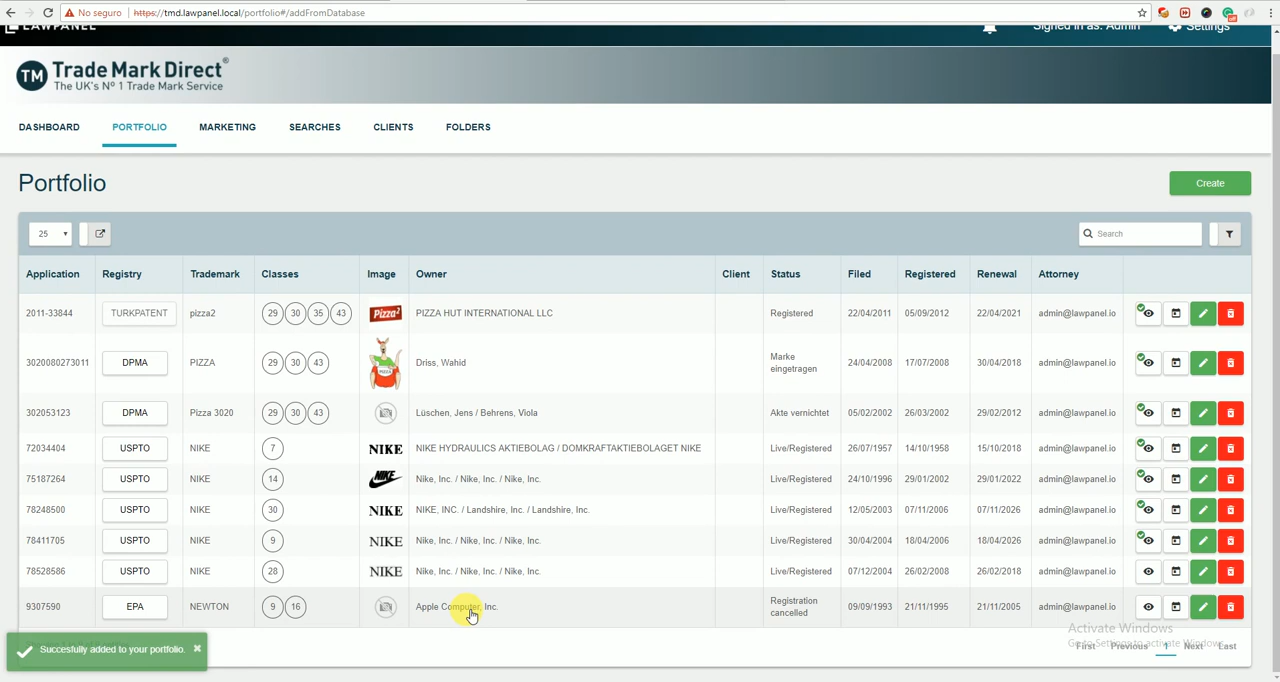 No seguro https://tmd.lawpanel.local/portfolio#/addFromDatabase
LAWPANEL Signed in as: Admin Settings
TM Trade Mark Direct®
The UK's Nº 1 Trade Mark Service
DASHBOARD PORTFOLIO MARKETING SEARCHES CLIENTS FOLDERS
Portfolio Create
25 Search
Application Registry Trademark Classes Image Owner Client Status Filed Registered Renewal Attorney
2011-33844 TURKPATENT pizza2 29 30 35 43 Pizza2 PIZZA HUT INTERNATIONAL LLC Registered 22/04/2011 05/09/2012 22/04/2021 admin@lawpanel.io
3020080273011 DPMA PIZZA 29 30 43 Driss, Wahid Marke eingetragen 24/04/2008 17/07/2008 30/04/2018 admin@lawpanel.io
302053123 DPMA Pizza 3020 29 30 43 Lüschen, Jens / Behrens, Viola Akte vernichtet 05/02/2002 26/03/2002 29/02/2012 admin@lawpanel.io
72034404 USPTO NIKE 7 NIKE NIKE HYDRAULICS AKTIEBOLAG / DOMKRAFTAKTIEBOLAGET NIKE Live/Registered 26/07/1957 14/10/1958 15/10/2018 admin@lawpanel.io
75187264 USPTO NIKE 14 NIKE Nike, Inc. / Nike, Inc. / Nike, Inc. Live/Registered 24/10/1996 29/01/2002 29/01/2022 admin@lawpanel.io
78248500 USPTO NIKE 30 NIKE NIKE, INC. / Landshire, Inc. / Landshire, Inc. Live/Registered 12/05/2003 07/11/2006 07/11/2026 admin@lawpanel.io
78411705 USPTO NIKE 9 NIKE Nike, Inc. / Nike, Inc. / Nike, Inc. Live/Registered 30/04/2004 18/04/2006 18/04/2026 admin@lawpanel.io
78528586 USPTO NIKE 28 NIKE Nike, Inc. / Nike, Inc. / Nike, Inc. Live/Registered 07/12/2004 26/02/2008 26/02/2018 admin@lawpanel.io
9307590 EPA NEWTON 9 16 Apple Computer, Inc. Registration cancelled 09/09/1993 21/11/1995 21/11/2005 admin@lawpanel.io
Activate Windows
Go to Settings to activate Windows.
First Previous 1 Next Last
Succesfully added to your portfolio.